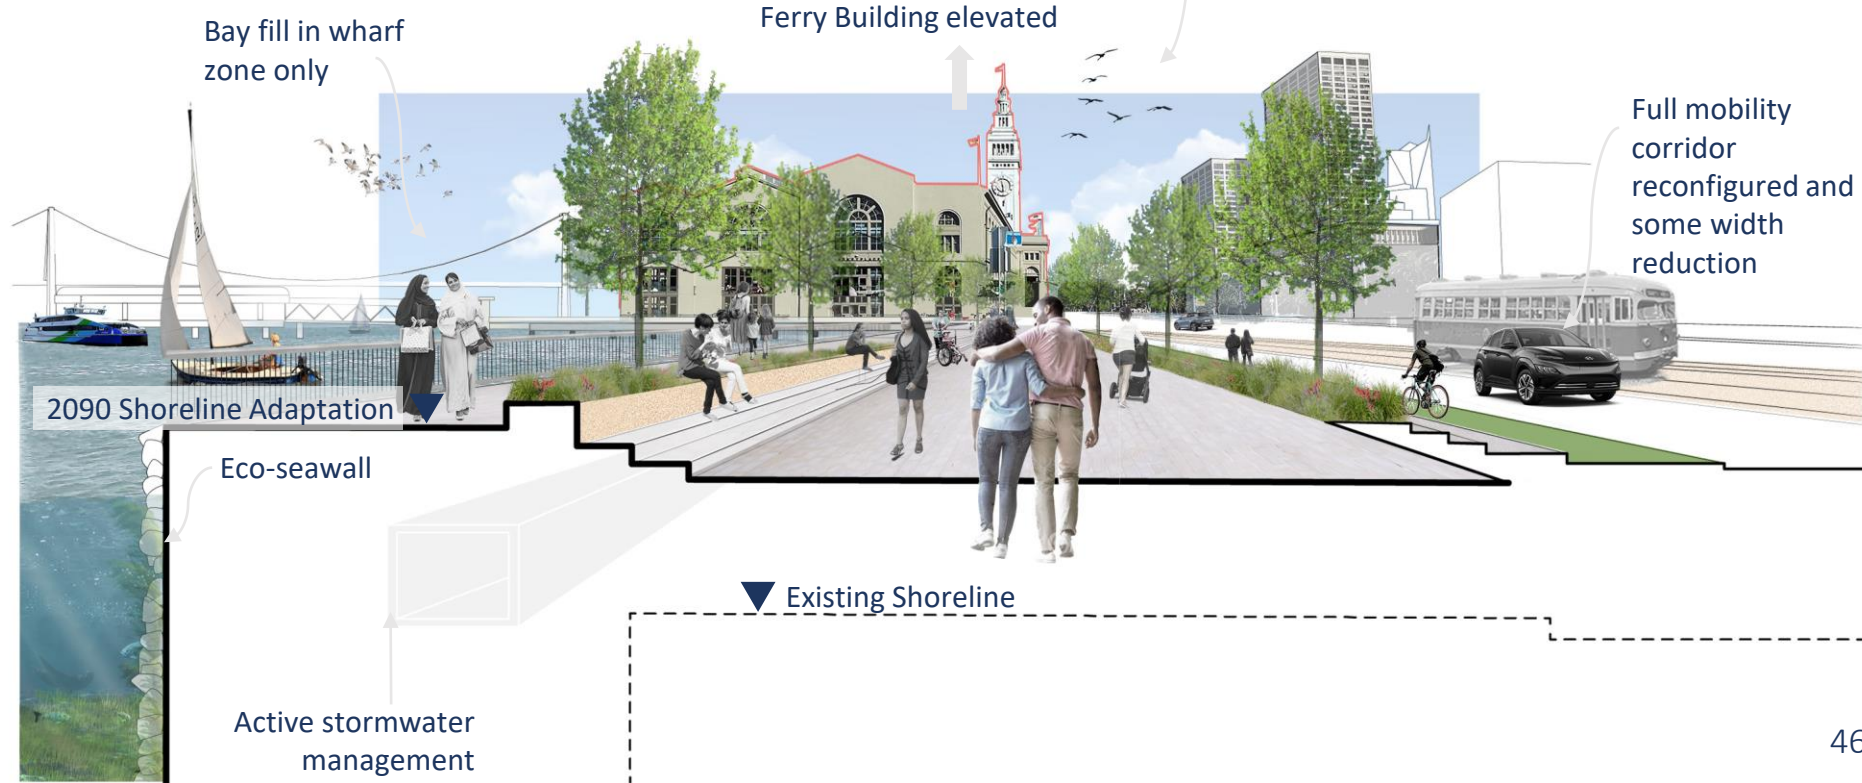 Ferry Building elevated
Bay fill in wharf
zone only
Full mobility
corridor
reconfigured and
some width
reduction
2090 Shoreline Adaptation
Eco-seawall
Existing Shoreline
Active stormwater
management
46